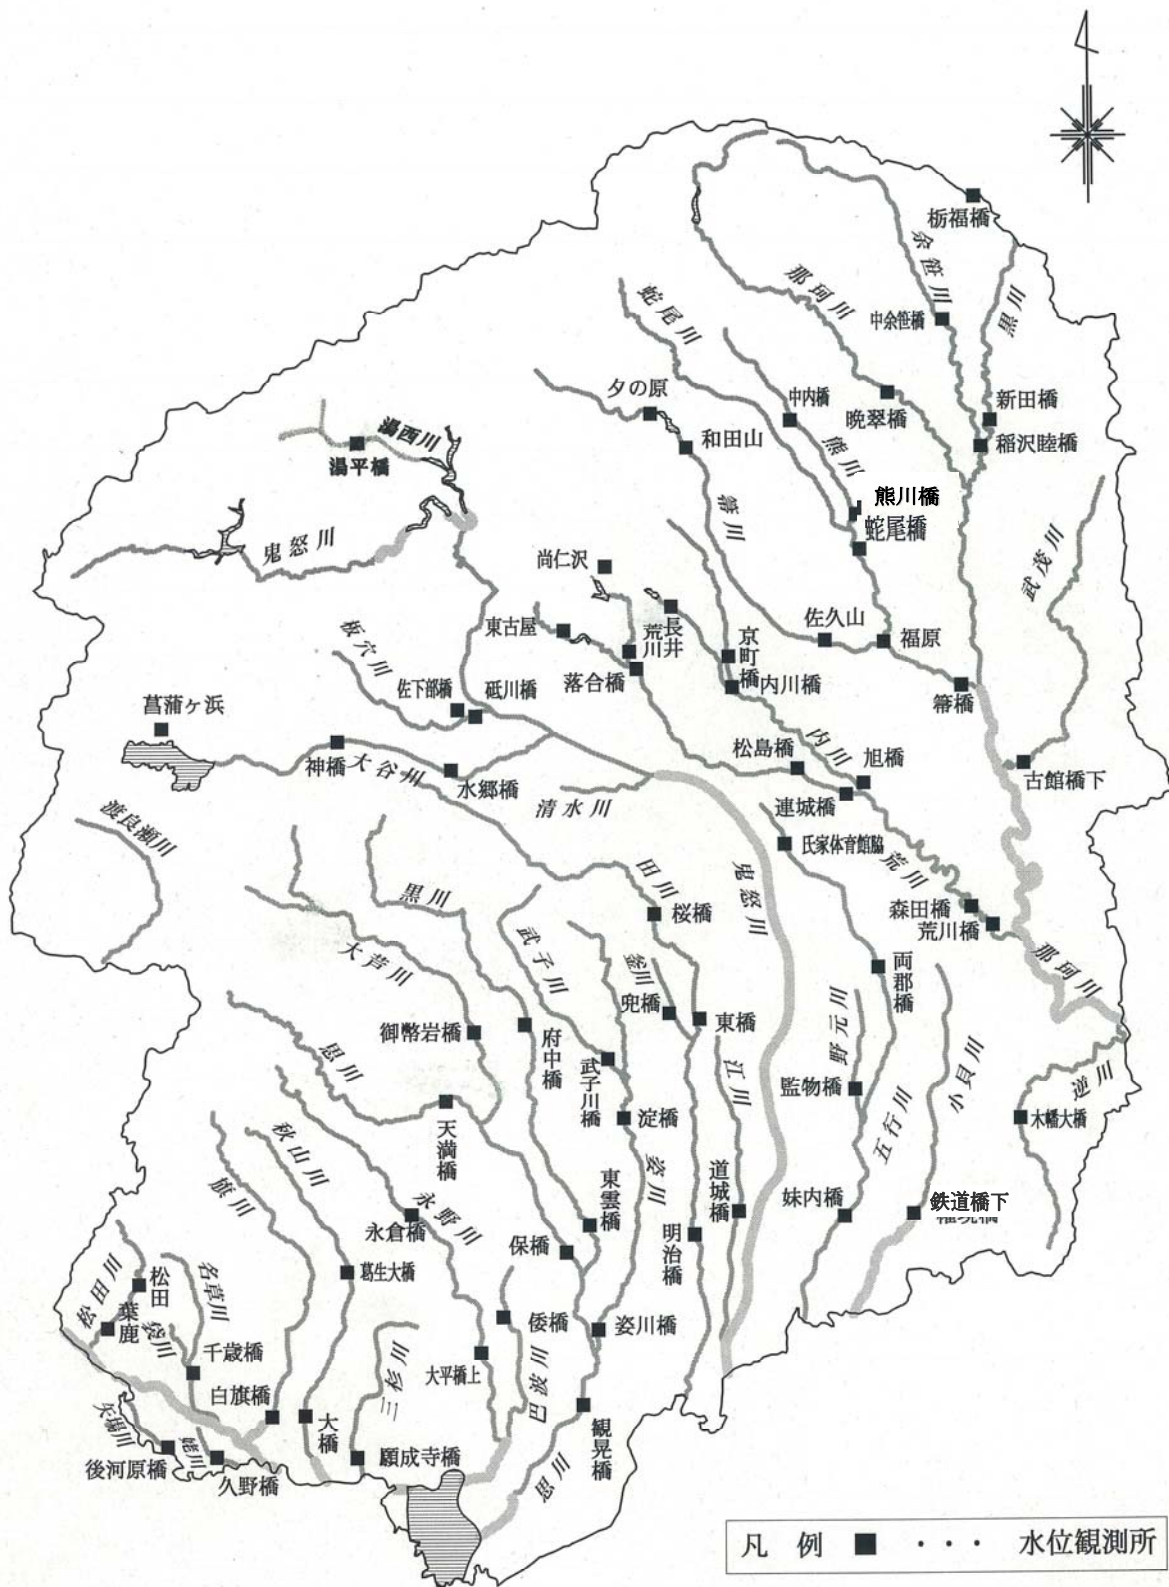 栃福橋
余笹川
那珂川
黒川
蛇尾川
中余笹橋
夕の原
中内橋
晩翠橋
新田橋
湯西川
和田山
稲沢睦橋
湯平橋
熊川
箒川
熊川橋
鬼怒川
蛇尾橋
尚仁沢
武茂川
東古屋
荒川
長井
京町橋
佐久山
福原
板穴川
落合橋
佐下部橋
砥川橋
内川橋
箒橋
菖蒲ヶ浜
内川
神橋
大谷川
松島橋
旭橋
水郷橋
古館橋下
清水川
連城橋
渡良瀬川
氏家体育館脇
鬼怒川
荒川
田川
黒川
桜橋
森田橋
荒川橋
武子川
大芦川
釜川
両郡橋
那珂川
兜橋
野元川
東橋
御幣岩橋
府中橋
思川
武子川橋
江川
小貝川
逆川
監物橋
天満橋
淀橋
木幡大橋
五行川
秋山川
姿川
旗川
永野川
東雲橋
道城橋
妹内橋
鉄道橋下
永倉橋
保橋
明治橋
松田川
松田
名草川
葛生大橋
葉鹿
袋川
倭橋
姿川橋
千歳橋
三杉川
大平橋上
巴波川
白旗橋
矢場川
大橋
観晃橋
後河原橋
姥川
久野橋
願成寺橋
思川
凡例 ■ ・・・ 水位観測所